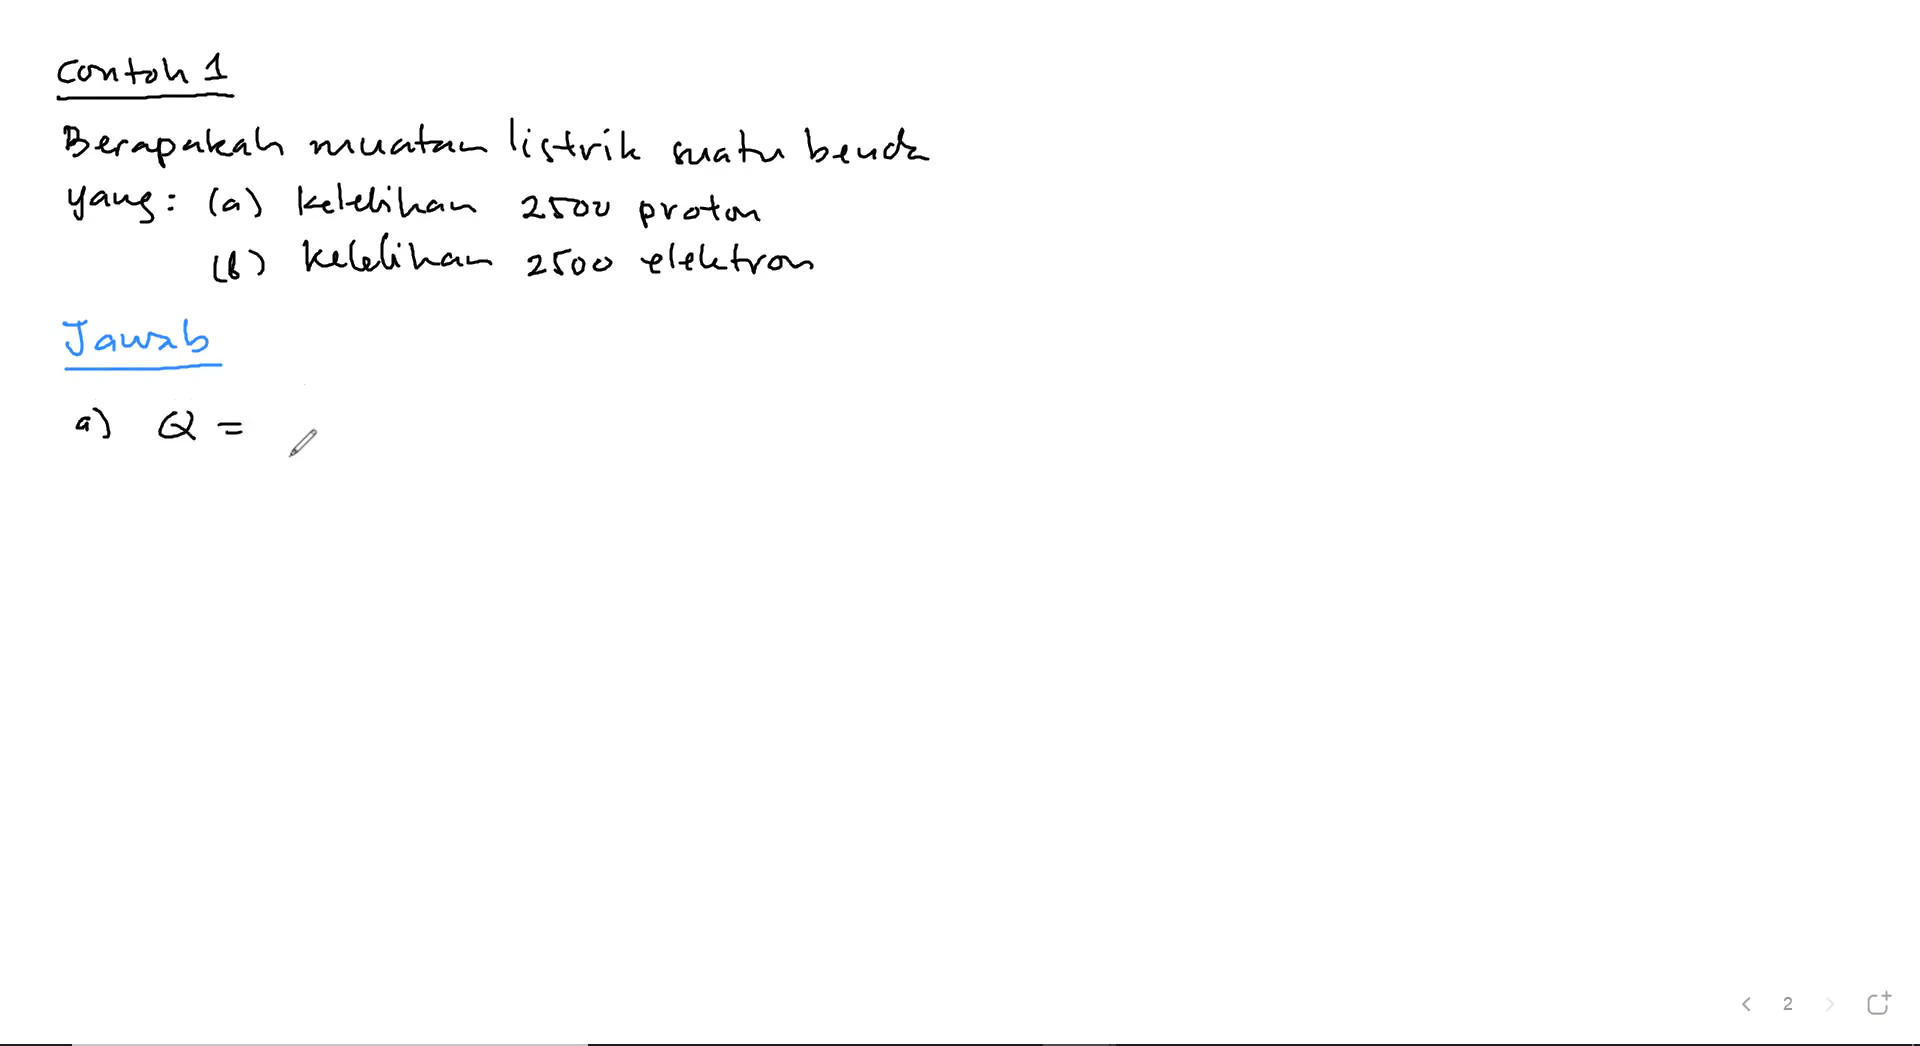 Contoh 1
Berapakah muatan listrik suatu benda
yang: (a) kelebihan 2500 proton
(b) kelebihan 2500 elektron
Jawab
a) Q =
2